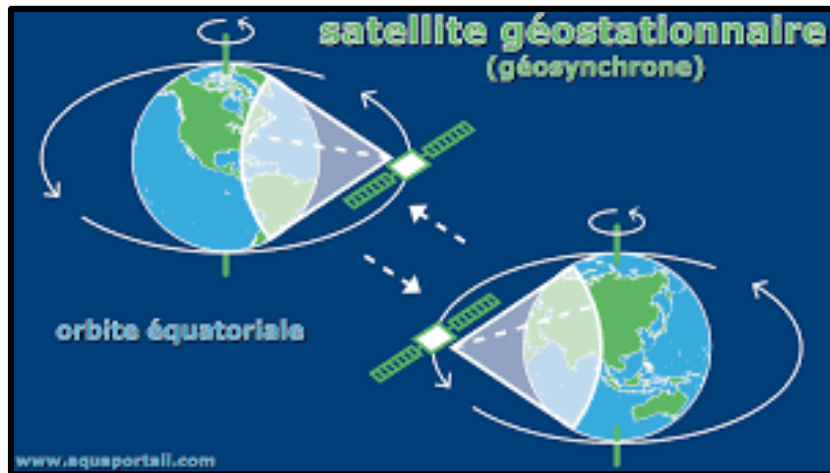 satellite géostationnaire
(géosynchrone)
orbite équatoriale
www.aquaportail.com